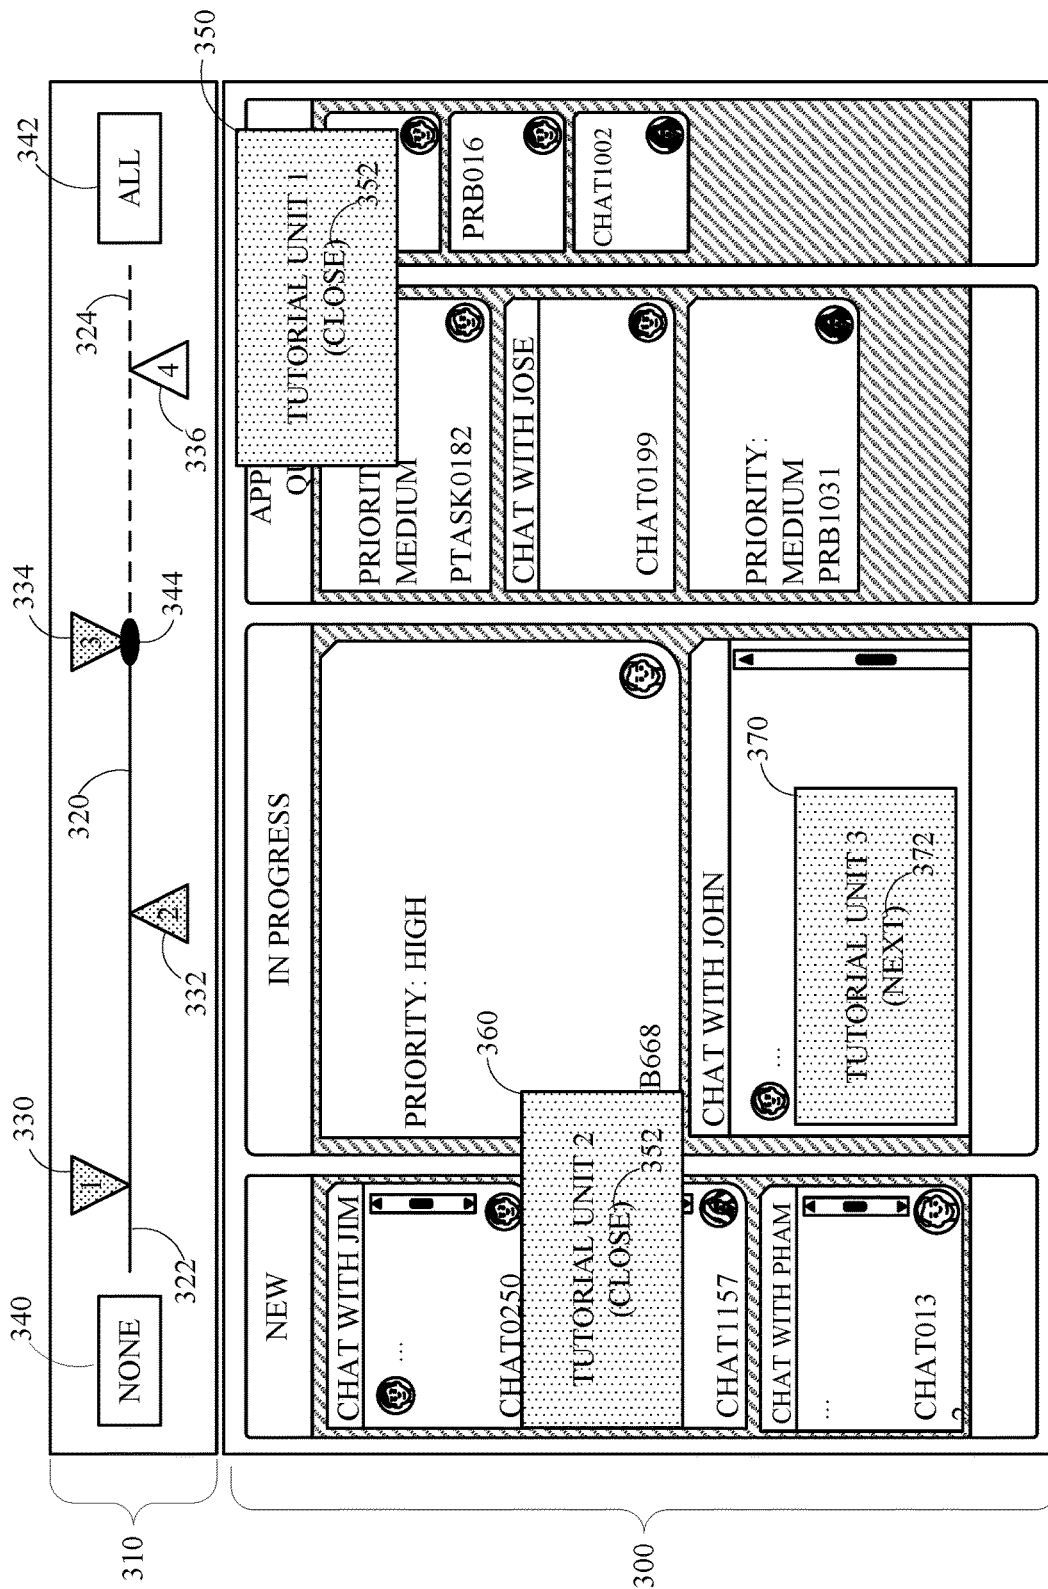 310
340
NONE
322
330
1
332
2
320
334
3
344
336
4
324
342
ALL
350
300
NEW
CHAT WITH JIM
...
CHAT0250
TUTORIAL UNIT 2
(CLOSE)
352
360
CHAT1157
CHAT WITH PHAM
...
CHAT013
IN PROGRESS
PRIORITY: HIGH
B668
CHAT WITH JOHN
...
TUTORIAL UNIT 3
(NEXT)
372
370
APP
QU
TUTORIAL UNIT 1
(CLOSE)
352
PRIORIT
MEDIUM
PTASK0182
CHAT WITH JOSE
CHAT0199
PRIORITY:
MEDIUM
PRB1031
PRB016
CHAT1002